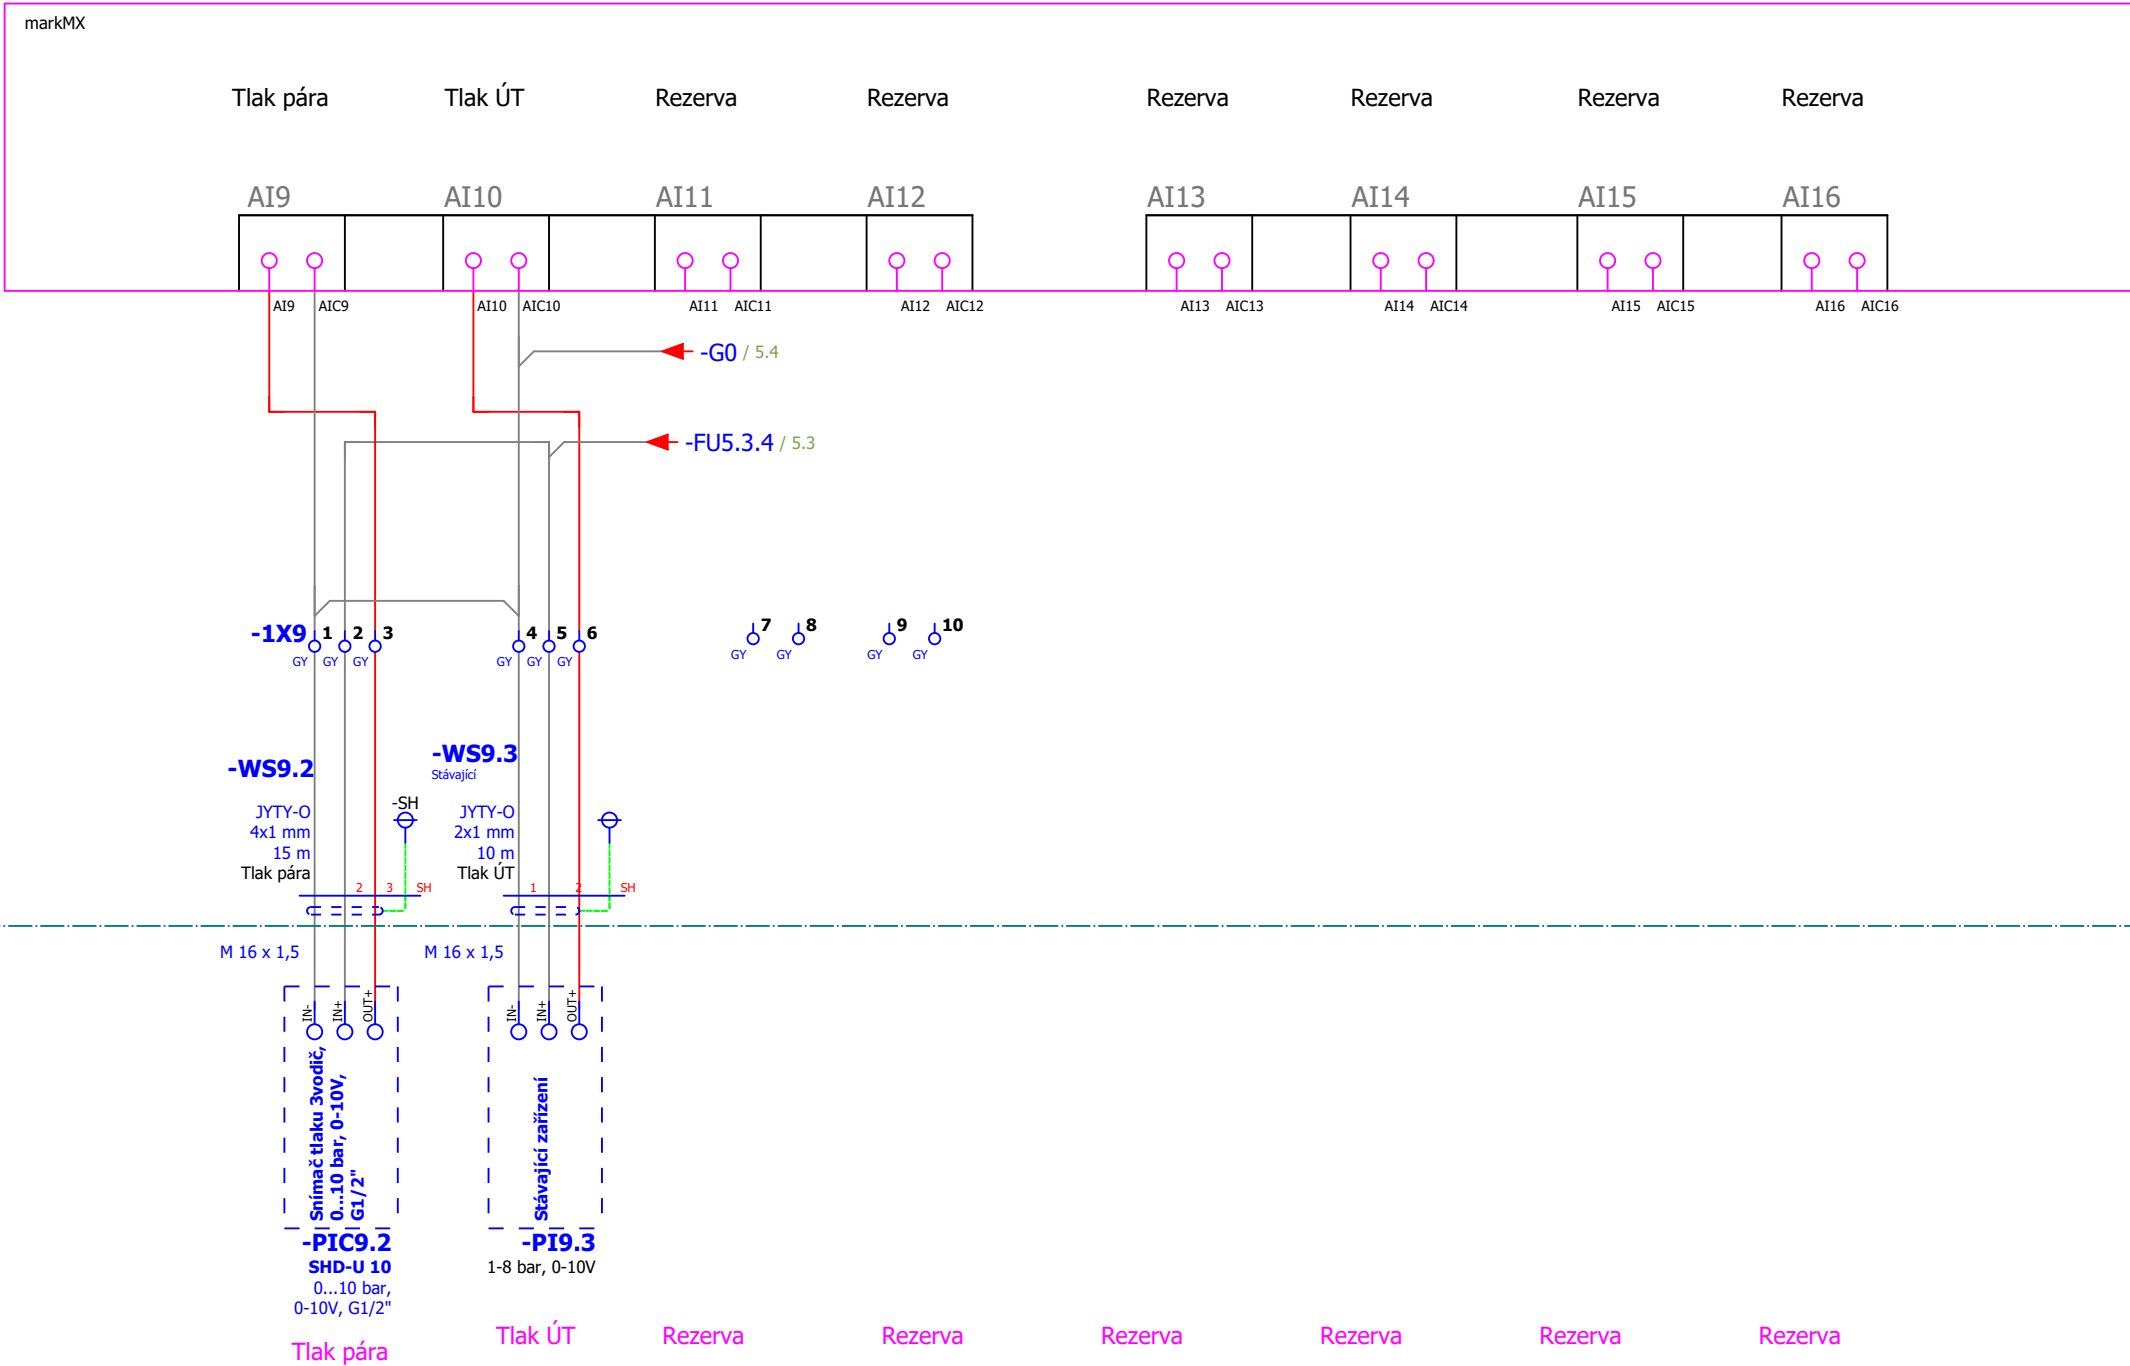 markMX
Tlak pára Tlak ÚT Rezerva Rezerva Rezerva Rezerva Rezerva Rezerva
AI9 AI10 AI11 AI12 AI13 AI14 AI15 AI16
AI9 AIC9 AI10 AIC10 AI11 AIC11 AI12 AIC12 AI13 AIC13 AI14 AIC14 AI15 AIC15 AI16 AIC16
-G0 / 5.4
-FU5.3.4 / 5.3
-1X9 1 2 3 4 5 6 7 8 9 10
GY GY GY GY GY GY GY GY GY GY
-WS9.2
JYTY-O
4x1 mm
15 m
Tlak pára
-SH
2 3 SH
-WS9.3
Stávající
JYTY-O
2x1 mm
10 m
Tlak ÚT
1 2 SH
M 16 x 1,5 M 16 x 1,5
IN- IN+ OUT+
IN- IN+ OUT+
Snímač tlaku 3vodič,
0...10 bar, 0-10V,
G1/2"
Stávající zařízení
-PIC9.2
SHD-U 10
0...10 bar,
0-10V, G1/2"
-PI9.3
1-8 bar, 0-10V
Tlak pára Tlak ÚT Rezerva Rezerva Rezerva Rezerva Rezerva Rezerva